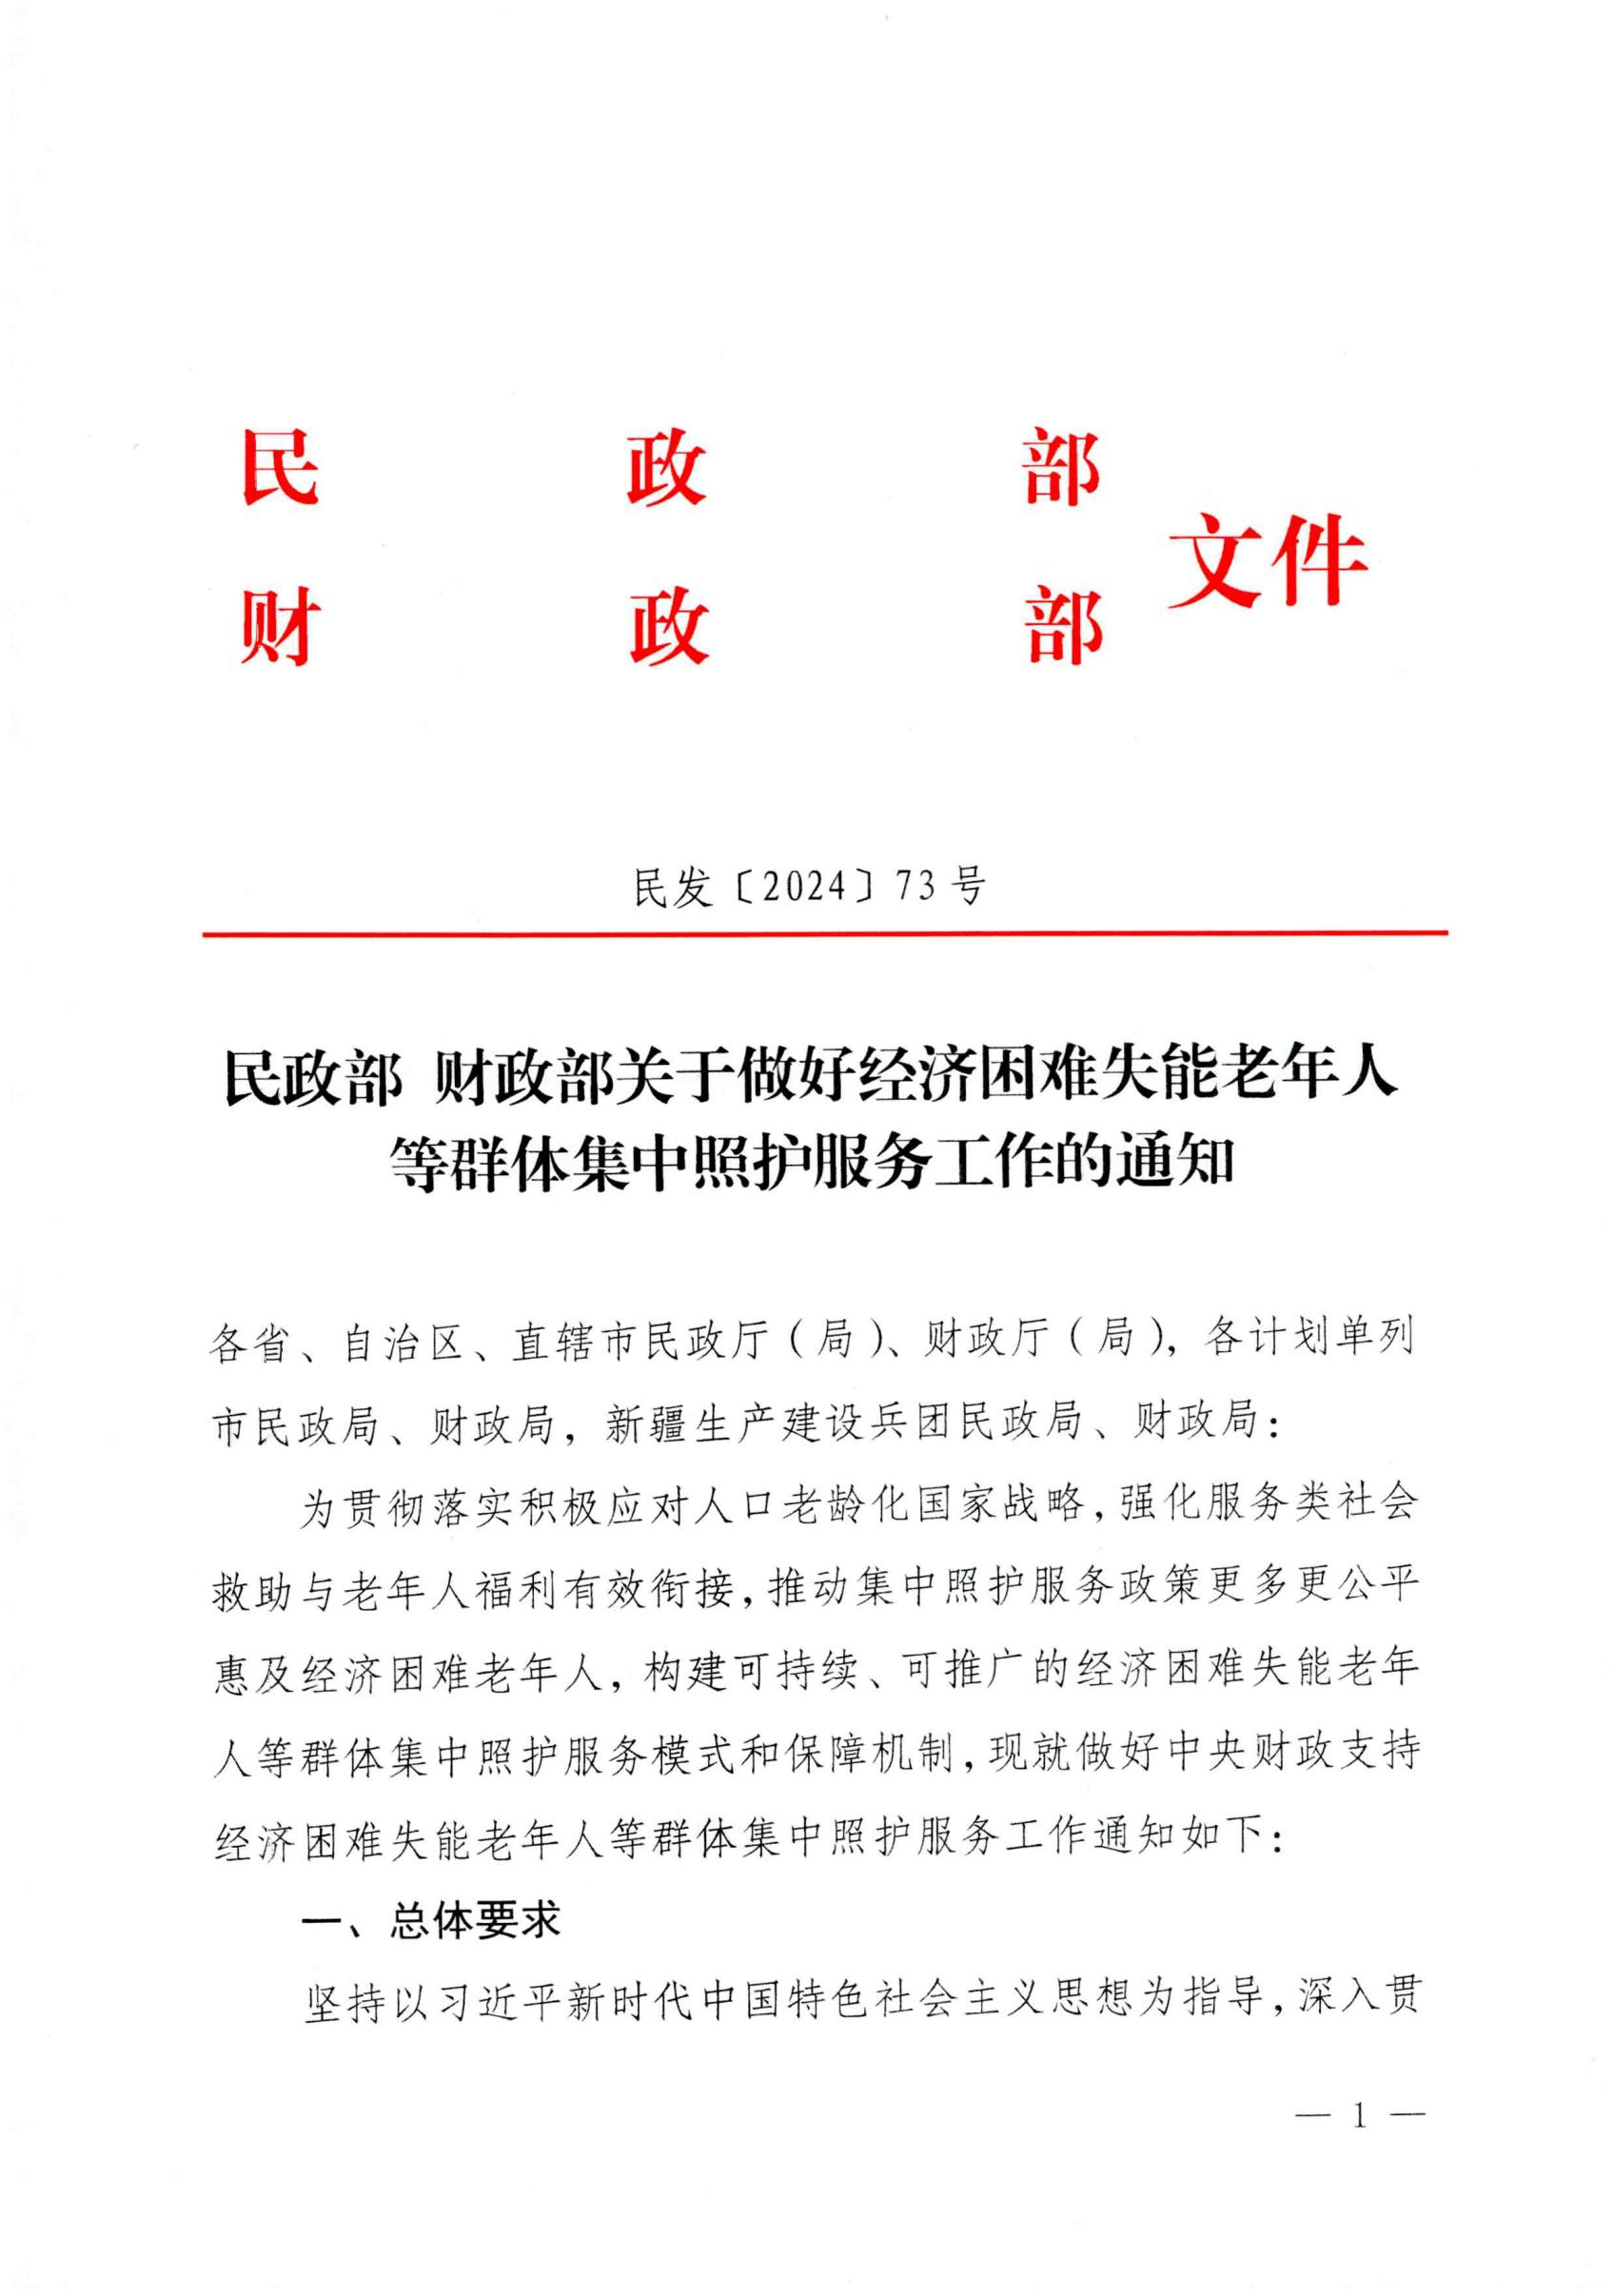 民政部
文件
财政部
民发〔2024〕73号
民政部 财政部关于做好经济困难失能老年人
等群体集中照护服务工作的通知
各省、自治区、直辖市民政厅（局）、财政厅（局），各计划单列
市民政局、财政局，新疆生产建设兵团民政局、财政局：
为贯彻落实积极应对人口老龄化国家战略，强化服务类社会
救助与老年人福利有效衔接，推动集中照护服务政策更多更公平
惠及经济困难老年人，构建可持续、可推广的经济困难失能老年
人等群体集中照护服务模式和保障机制，现就做好中央财政支持
经济困难失能老年人等群体集中照护服务工作通知如下：
一、总体要求
坚持以习近平新时代中国特色社会主义思想为指导，深入贯
— 1 —